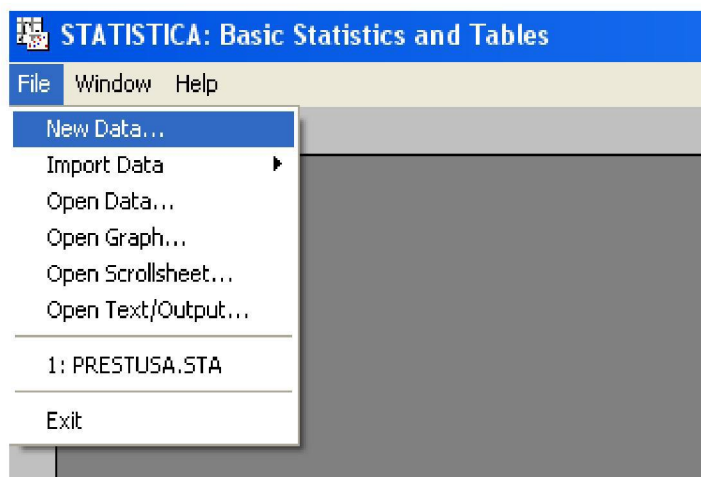 STATISTICA: Basic Statistics and Tables
File Window Help
New Data...
Import Data
Open Data...
Open Graph...
Open Scrollsheet...
Open Text/Output...
1: PRESTUSA.STA
Exit